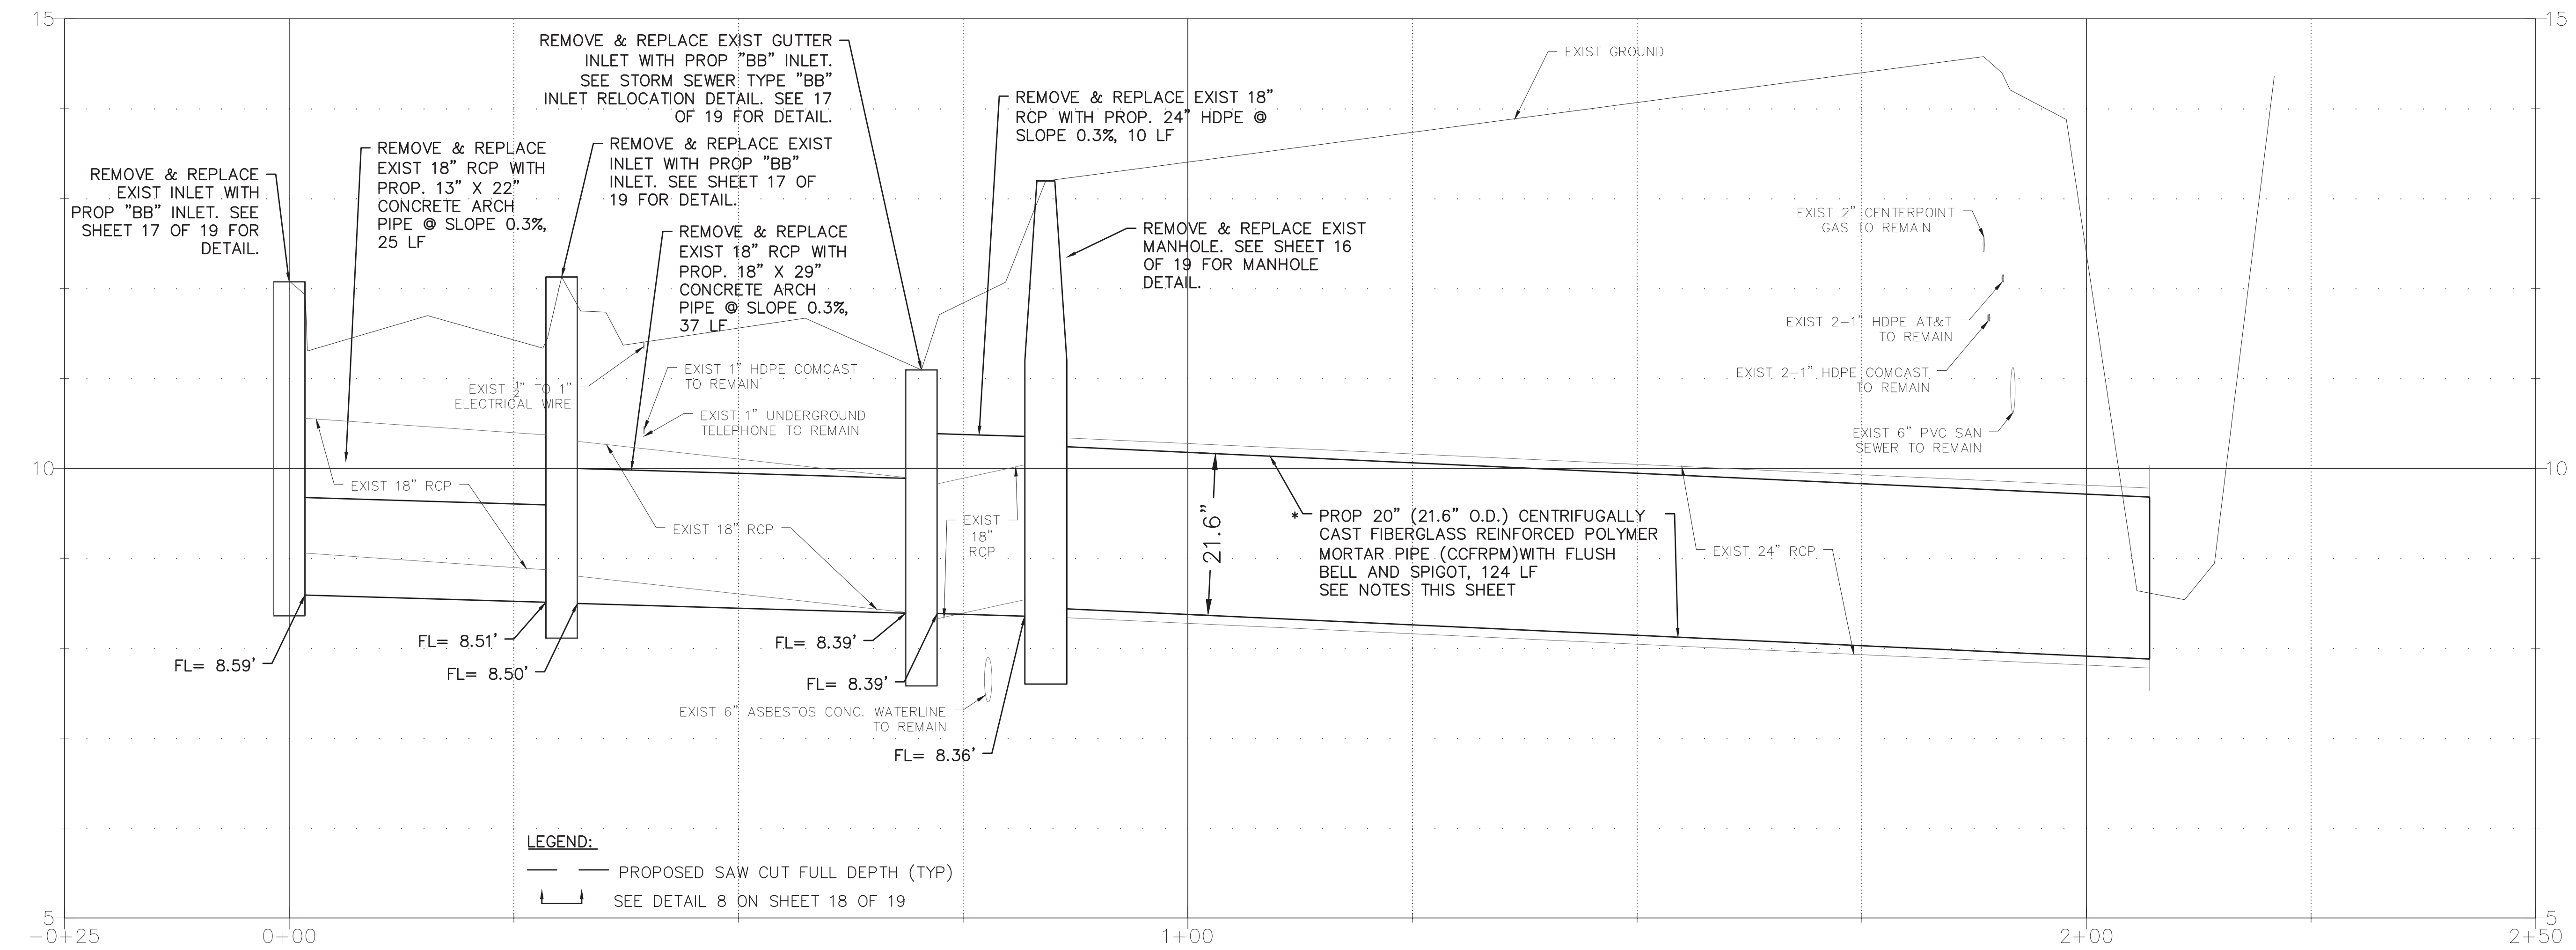 15
15
REMOVE & REPLACE
EXIST INLET WITH
PROP "BB" INLET. SEE
SHEET 17 OF 19 FOR
DETAIL.
REMOVE & REPLACE
EXIST 18" RCP WITH
PROP. 13" X 22"
CONCRETE ARCH
PIPE @ SLOPE 0.3%,
25 LF
REMOVE & REPLACE EXIST GUTTER
INLET WITH PROP "BB" INLET.
SEE STORM SEWER TYPE "BB"
INLET RELOCATION DETAIL. SEE 17
OF 19 FOR DETAIL.
REMOVE & REPLACE EXIST
INLET WITH PROP "BB"
INLET. SEE SHEET 17 OF
19 FOR DETAIL.
REMOVE & REPLACE
EXIST 18" RCP WITH
PROP. 18" X 29"
CONCRETE ARCH
PIPE @ SLOPE 0.3%,
37 LF
REMOVE & REPLACE EXIST 18"
RCP WITH PROP. 24" HDPE @
SLOPE 0.3%, 10 LF
EXIST GROUND
REMOVE & REPLACE EXIST
MANHOLE. SEE SHEET 16
OF 19 FOR MANHOLE
DETAIL.
EXIST 2" CENTERPOINT
GAS TO REMAIN
EXIST 2-1" HDPE AT&T
TO REMAIN
EXIST 2-1" HDPE COMCAST
TO REMAIN
EXIST 6" PVC SAN
SEWER TO REMAIN
EXIST ½" TO 1"
ELECTRICAL WIRE
EXIST 1" HDPE COMCAST
TO REMAIN
EXIST 1" UNDERGROUND
TELEPHONE TO REMAIN
10
10
EXIST 18" RCP
EXIST 18" RCP
EXIST
18"
RCP
21.6"
* PROP 20" (21.6" O.D.) CENTRIFUGALLY
CAST FIBERGLASS REINFORCED POLYMER
MORTAR PIPE (CCFRPM)WITH FLUSH
BELL AND SPIGOT, 124 LF
SEE NOTES THIS SHEET
EXIST 24" RCP
FL= 8.59'
FL= 8.51'
FL= 8.50'
FL= 8.39'
FL= 8.39'
EXIST 6" ASBESTOS CONC. WATERLINE
TO REMAIN
FL= 8.36'
LEGEND:
PROPOSED SAW CUT FULL DEPTH (TYP)
SEE DETAIL 8 ON SHEET 18 OF 19
5
5
-0+25
0+00
1+00
2+00
2+50